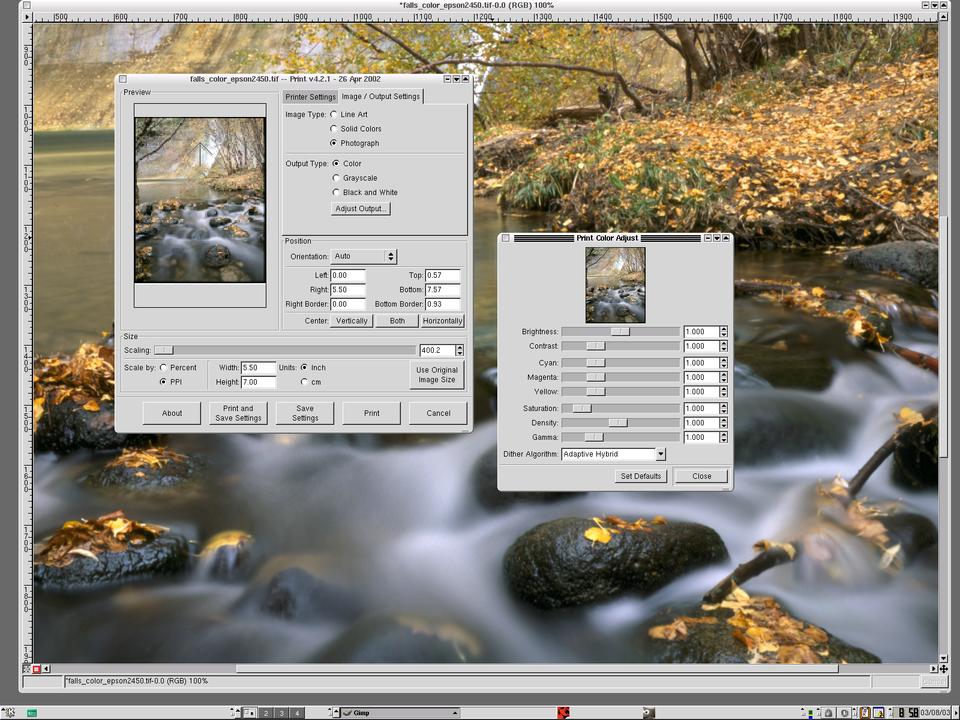 *falls_color_epson2450.tif-0.0 (RGB) 100%
500 600 700 800 900 1000 1100 1200 1300 1400 1500 1600 1700 1800 1900
falls_color_epson2450.tif -- Print v4.2.1 - 26 Apr 2002
Preview
Printer Settings Image / Output Settings
Image Type: Line Art
Solid Colors
Photograph
Output Type: Color
Grayscale
Black and White
Adjust Output...
Position
Orientation: Auto
Left: 0.00 Top: 0.57
Right: 5.50 Bottom: 7.57
Right Border: 0.00 Bottom Border: 0.93
Center: Vertically Both Horizontally
Size
Scaling: 400.2
Scale by: Percent Width: 5.50 Units: Inch Use Original
PPI Height: 7.00 cm Image Size
About Print and Save Settings Save Settings Print Cancel
Print Color Adjust
Brightness: 1.000
Contrast: 1.000
Cyan: 1.000
Magenta: 1.000
Yellow: 1.000
Saturation: 1.000
Density: 1.000
Gamma: 1.000
Dither Algorithm: Adaptive Hybrid
Set Defaults Close
*falls_color_epson2450.tif-0.0 (RGB) 100% Cancel
2 3 4 Gimp 03/08/03